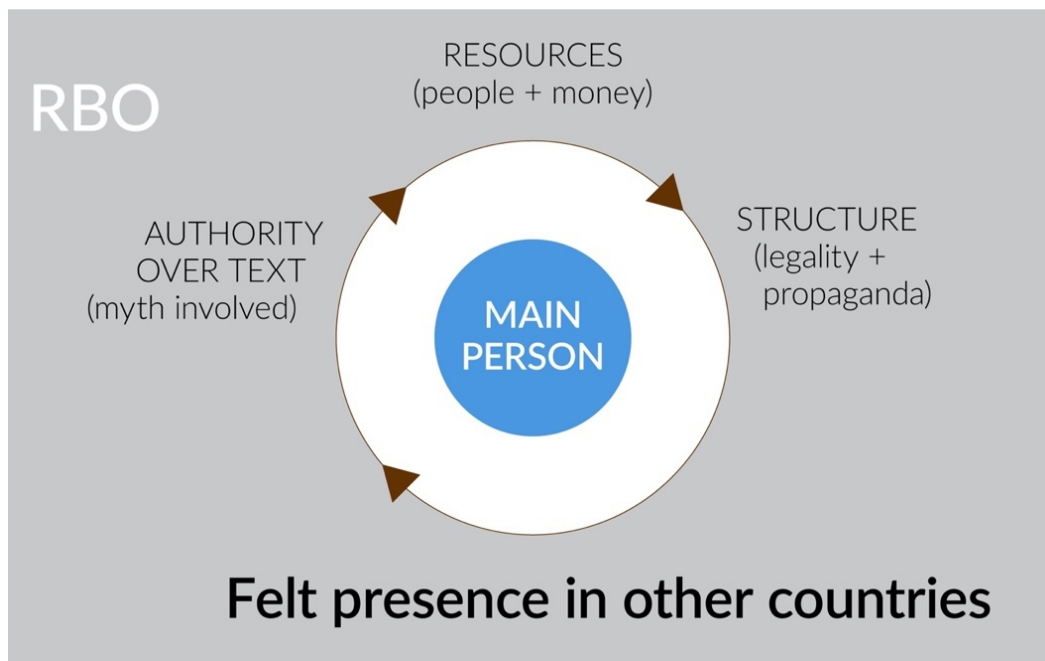 RBO
RESOURCES
(people + money)
AUTHORITY
OVER TEXT
(myth involved)
STRUCTURE
(legality +
propaganda)
MAIN
PERSON
Felt presence in other countries